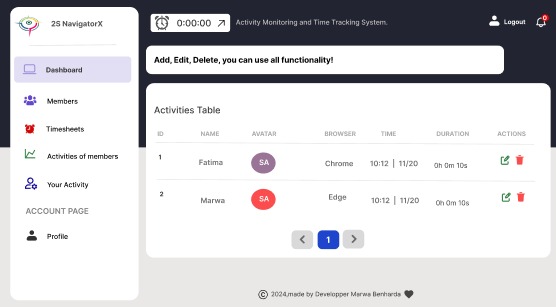 25 NavigatorX
0:00:00
Activity Monitoring and Time Tracking System.
Logout
0
Add, Edit, Delete, you can use all functionality!
Dashboard
Members
Timesheets
Activities of members
Your Activity
ACCOUNT PAGE
Profile
Activities Table
ID NAME AVATAR BROWSER TIME DURATION ACTIONS
1 Fatima SA Chrome 10:12 | 11/20 0h 0m 10s
2 Marwa SA Edge 10:12 | 11/20 0h 0m 10s
1
© 2024,made by Developper Marwa Benharda